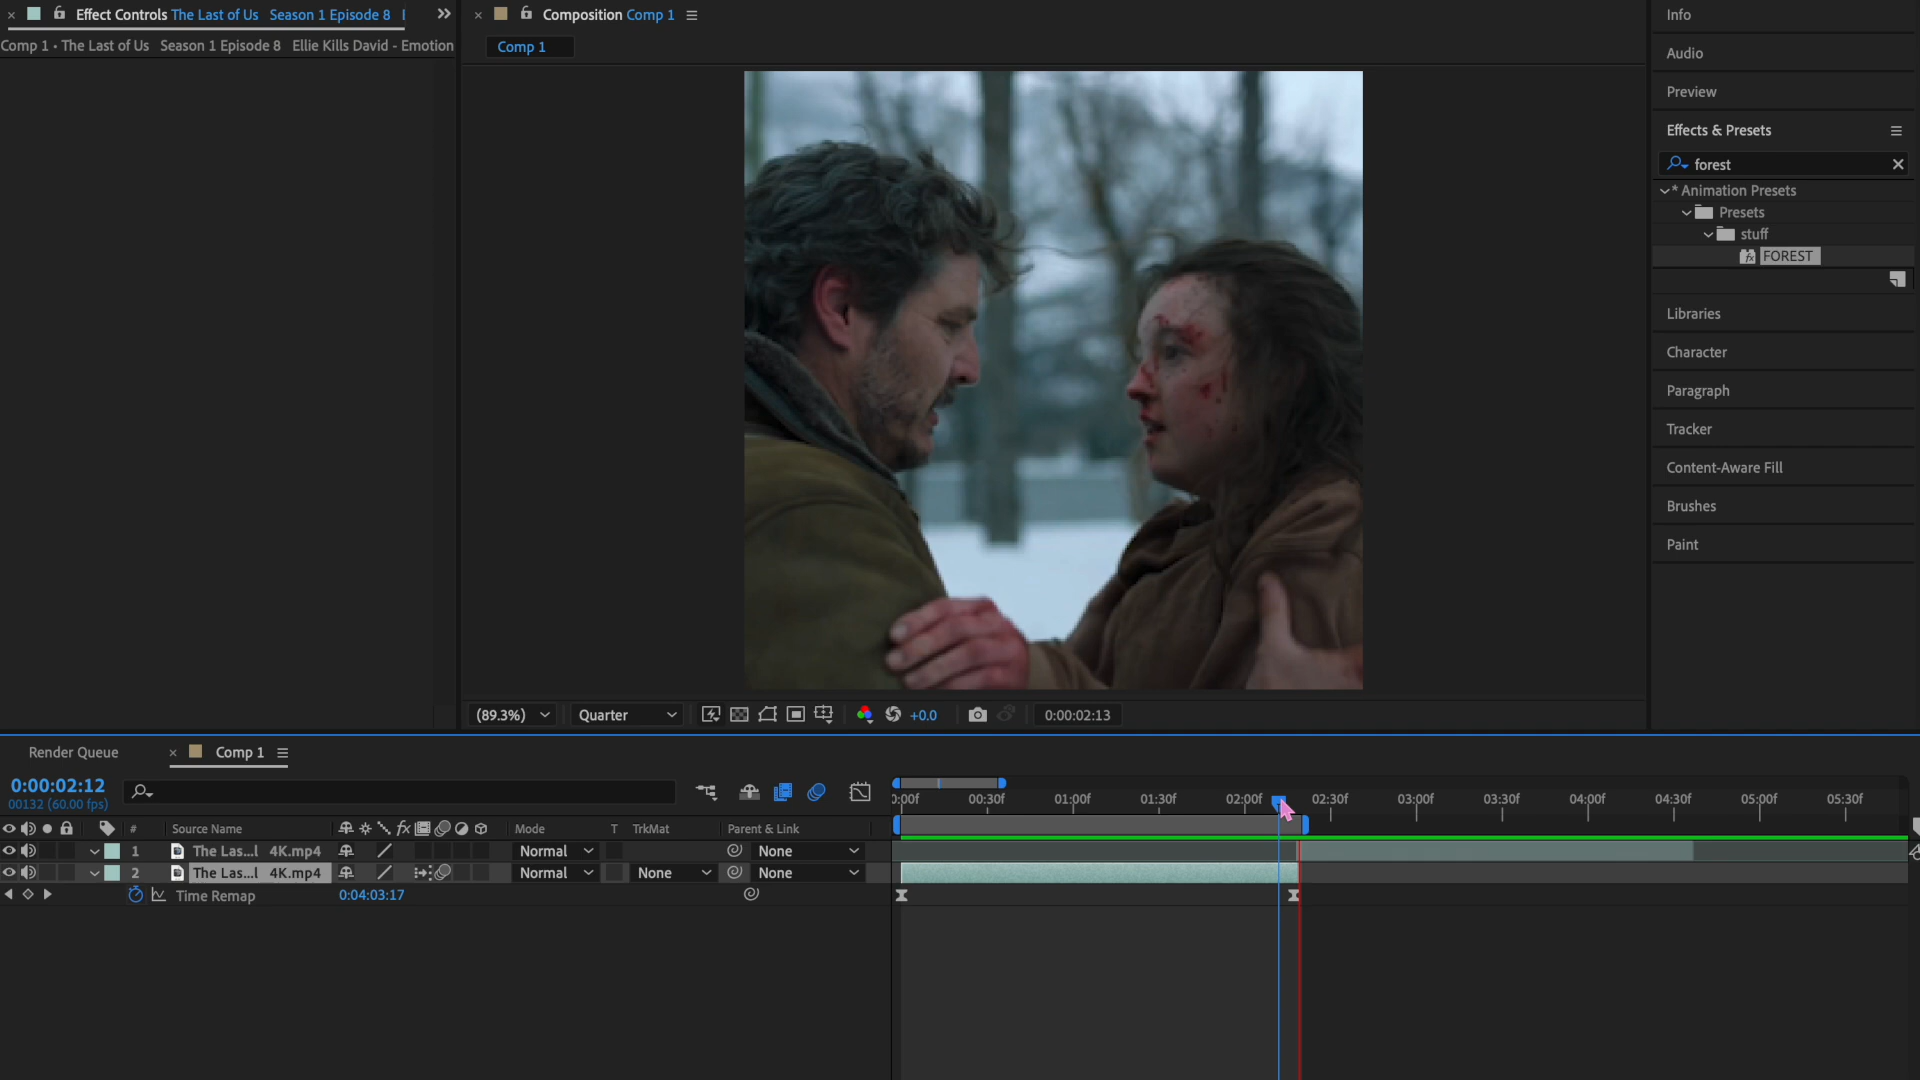 Effect Controls The Last of Us Season 1 Episode 8
Comp 1 • The Last of Us Season 1 Episode 8 Ellie Kills David - Emotion
Composition Comp 1
Comp 1
Info
Audio
Preview
Effects & Presets
forest
* Animation Presets
Presets
stuff
FOREST
Libraries
Character
Paragraph
Tracker
Content-Aware Fill
Brushes
Paint
(89.3%) Quarter +0.0 0:00:02:13
Render Queue Comp 1
0:00:02:12
00132 (60.00 fps)
00:30f 01:00f 01:30f 02:00f 02:30f 03:00f 03:30f 04:00f 04:30f 05:00f 05:30f
# Source Name fx Mode T TrkMat Parent & Link
1 The Las...l 4K.mp4 Normal None
2 The Las...l 4K.mp4 Normal None None
Time Remap 0:04:03:17